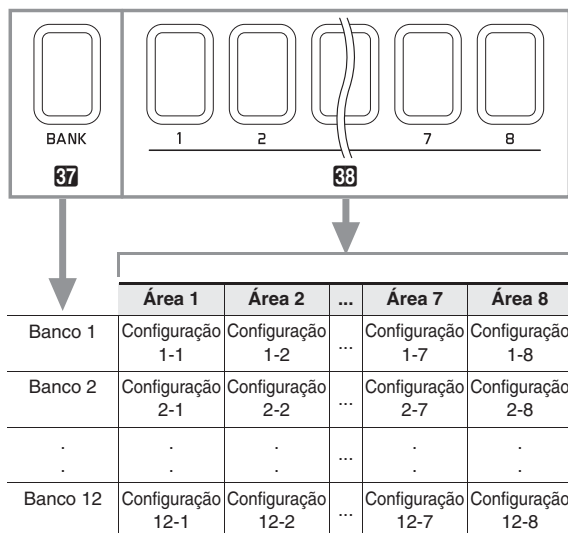 BANK 1 2 7 8
37 38
Área 1 Área 2 ... Área 7 Área 8
Banco 1 Configuração 1-1 Configuração 1-2 ... Configuração 1-7 Configuração 1-8
Banco 2 Configuração 2-1 Configuração 2-2 ... Configuração 2-7 Configuração 2-8
. . . ... . .
. . . . .
Banco 12 Configuração 12-1 Configuração 12-2 ... Configuração 12-7 Configuração 12-8